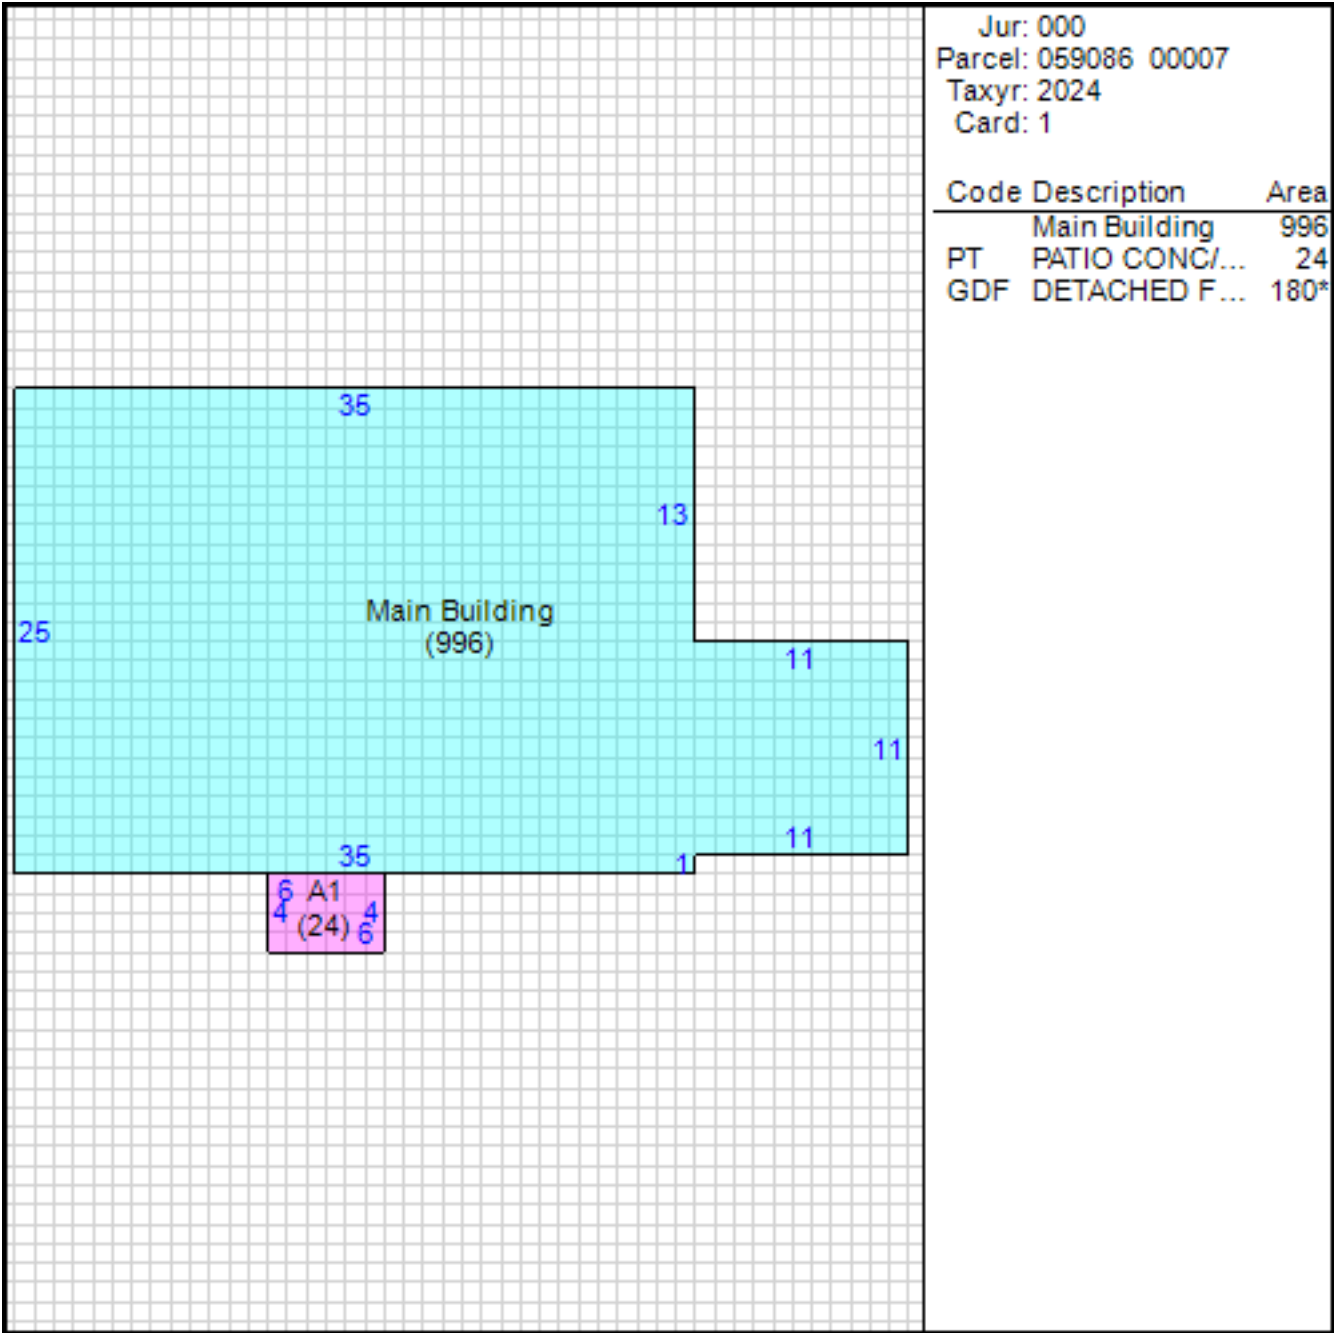 Jur: 000
Parcel: 059086 00007
Taxyr: 2024
Card: 1
Code Description Area
Main Building 996
PT PATIO CONC/... 24
GDF DETACHED F... 180*
35
13
Main Building
(996)
25
11
11
11
35
1
6 A1
4 4
(24) 6